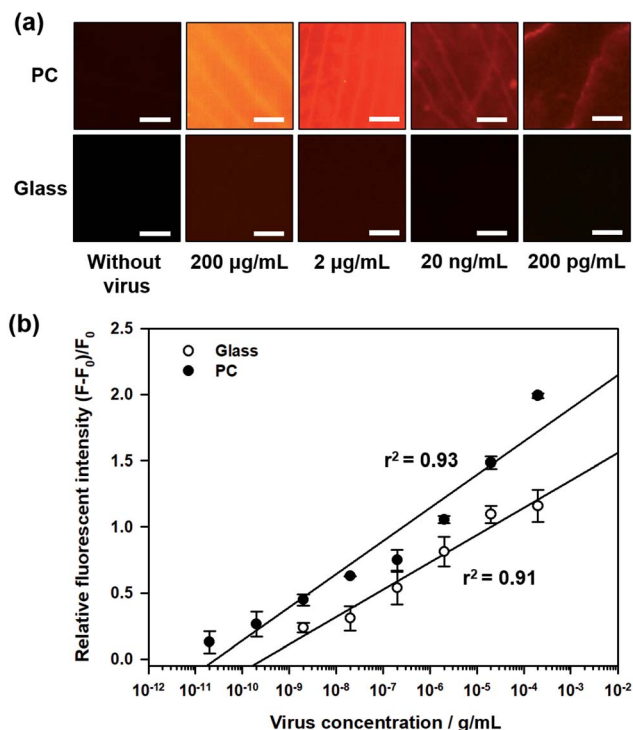 (a)
PC
Glass
Without virus
200 µg/mL
2 µg/mL
20 ng/mL
200 pg/mL
(b)
Relative fluorescent intensity (F-F₀)/F₀
2.5
2.0
1.5
1.0
0.5
0.0
Glass
PC
r² = 0.93
r² = 0.91
10⁻¹² 10⁻¹¹ 10⁻¹⁰ 10⁻⁹ 10⁻⁸ 10⁻⁷ 10⁻⁶ 10⁻⁵ 10⁻⁴ 10⁻³ 10⁻²
Virus concentration / g/mL